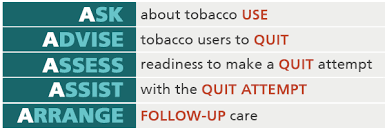 ASK about tobacco USE
ADVISE tobacco users to QUIT
ASSESS readiness to make a QUIT attempt
ASSIST with the QUIT ATTEMPT
ARRANGE FOLLOW-UP care